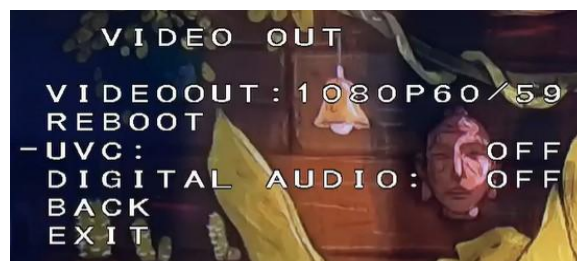 VIDEO OUT
VIDEOOUT:1080P60/59
REBOOT
-UVC: OFF
DIGITAL AUDIO: OFF
BACK
EXIT